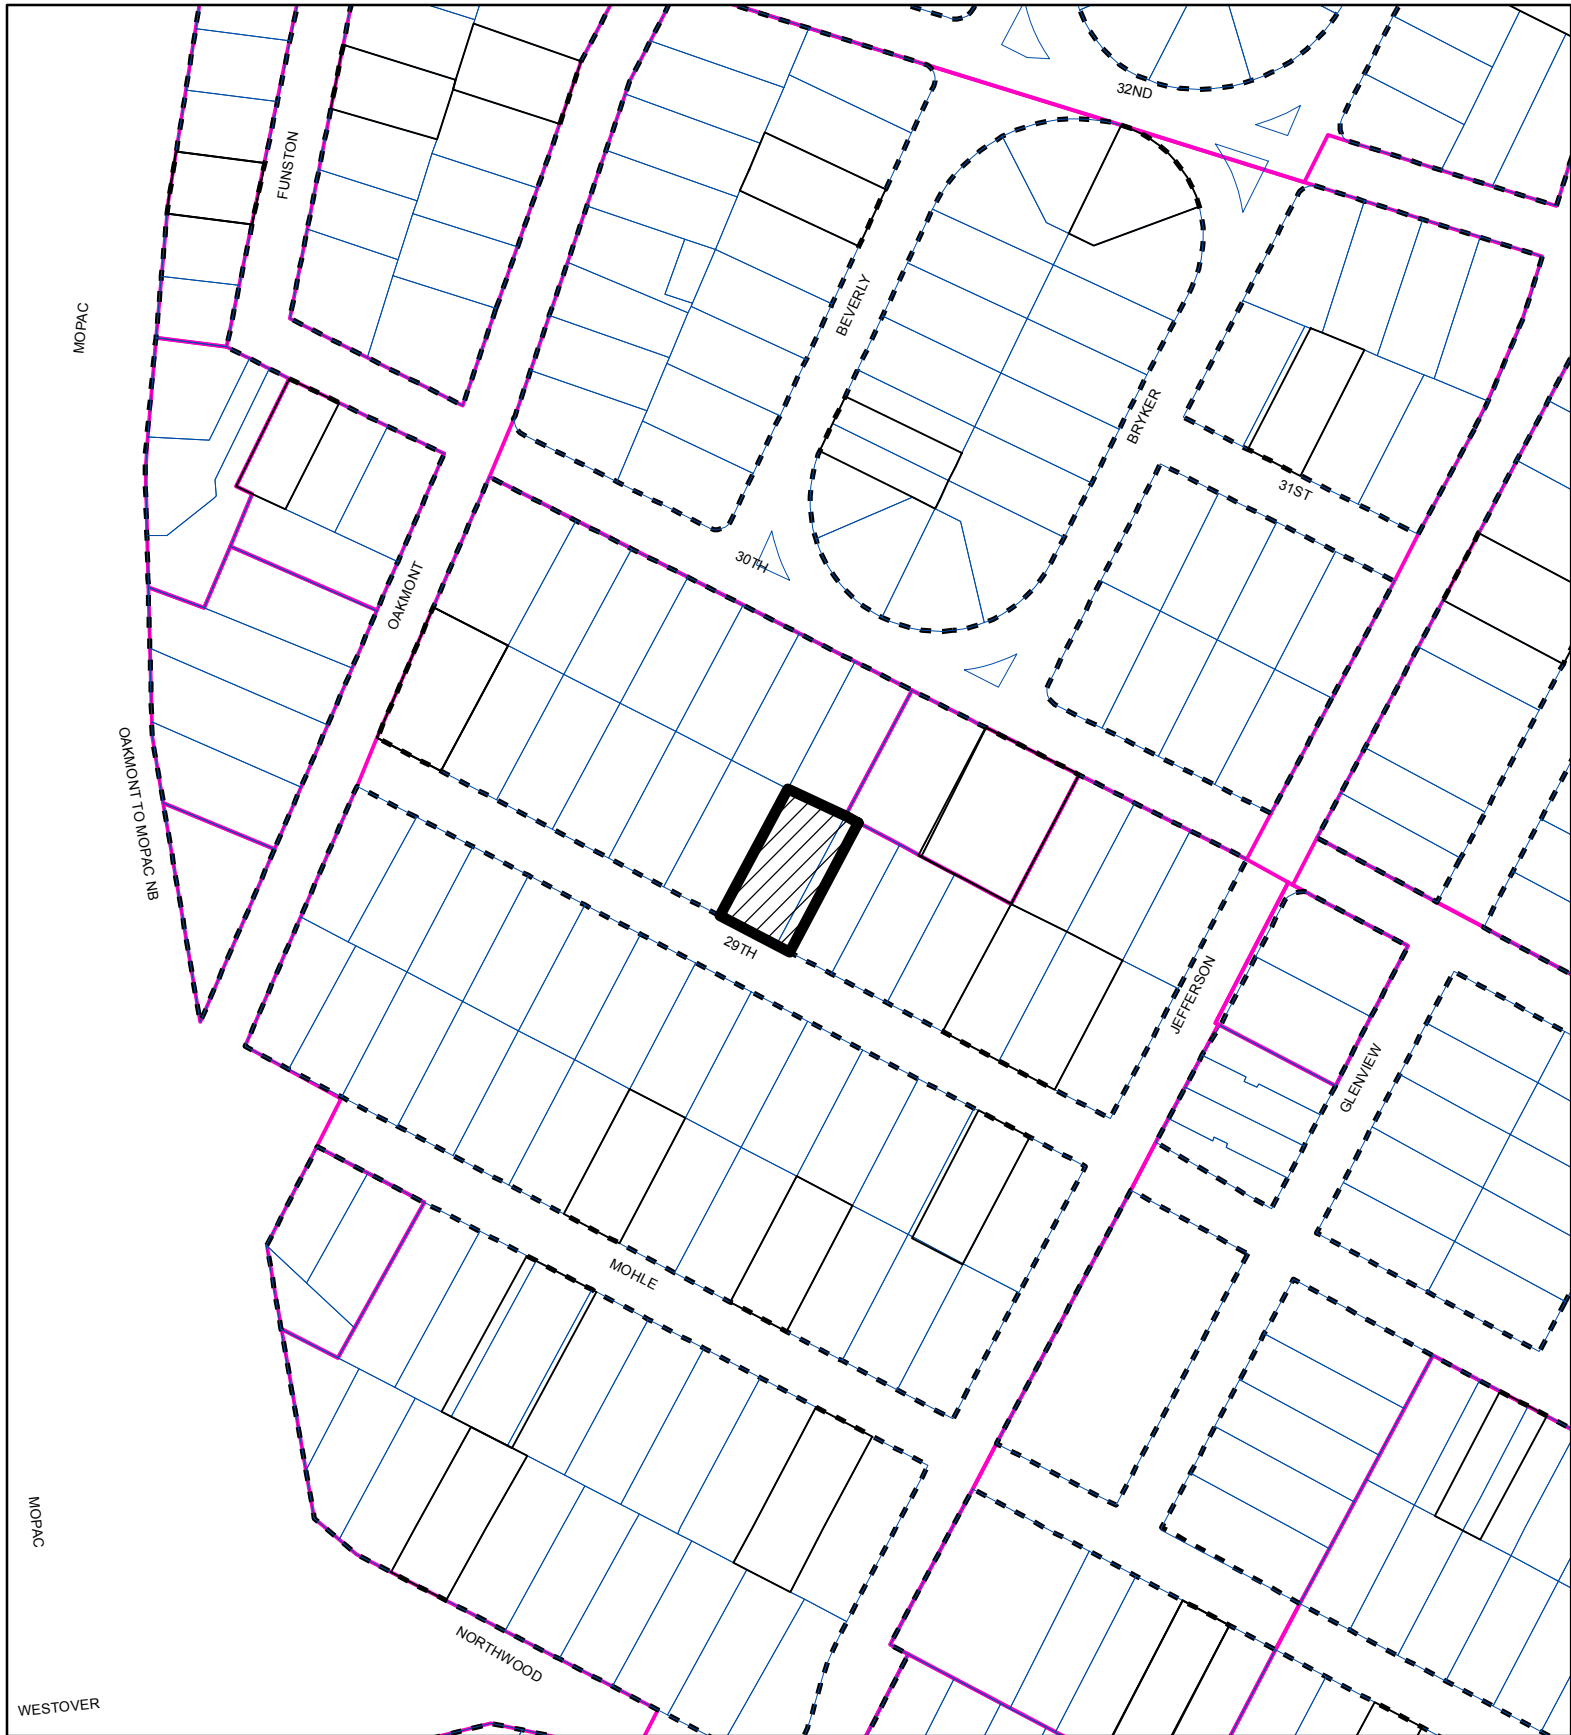 32ND
FUNSTON
MOPAC
BEVERLY
BRYKER
31ST
30TH
OAKMONT
OAKMONT TO MOPAC NB
29TH
JEFFERSON
GLENVIEW
MOHLE
MOPAC
NORTHWOOD
WESTOVER